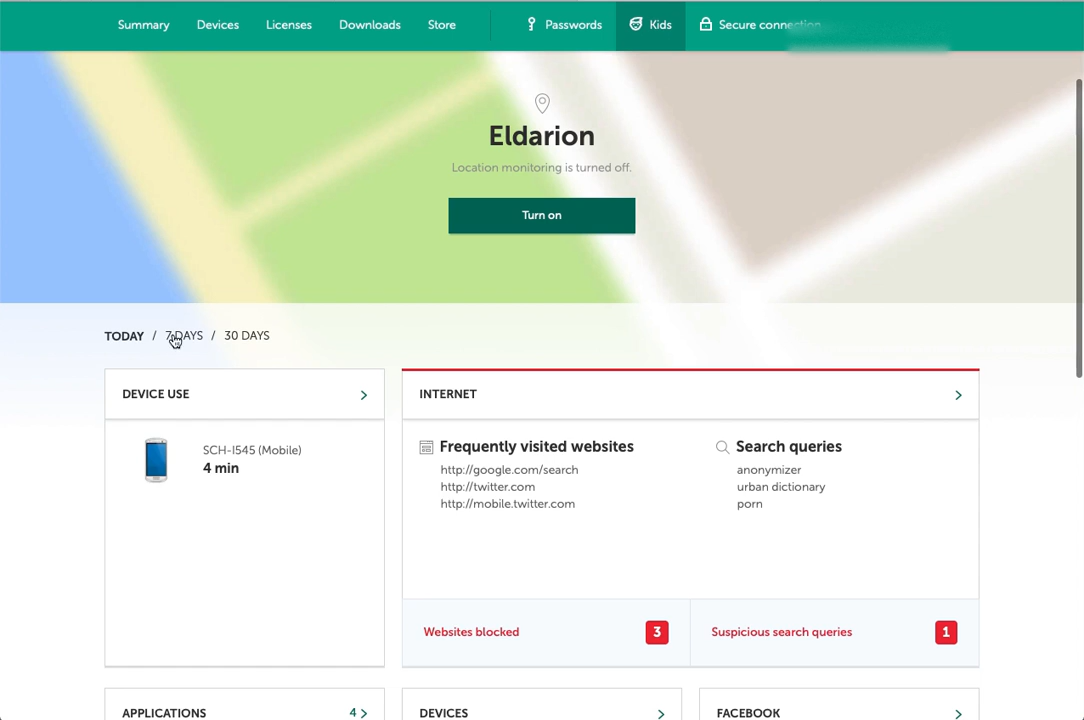 Summary Devices Licenses Downloads Store Passwords Kids Secure connection
Eldarion
Location monitoring is turned off.
Turn on
TODAY / 7 DAYS / 30 DAYS
DEVICE USE
SCH-I545 (Mobile)
4 min
INTERNET
Frequently visited websites
http://google.com/search
http://twitter.com
http://mobile.twitter.com
Search queries
anonymizer
urban dictionary
porn
Websites blocked 3
Suspicious search queries 1
APPLICATIONS 4
DEVICES
FACEBOOK